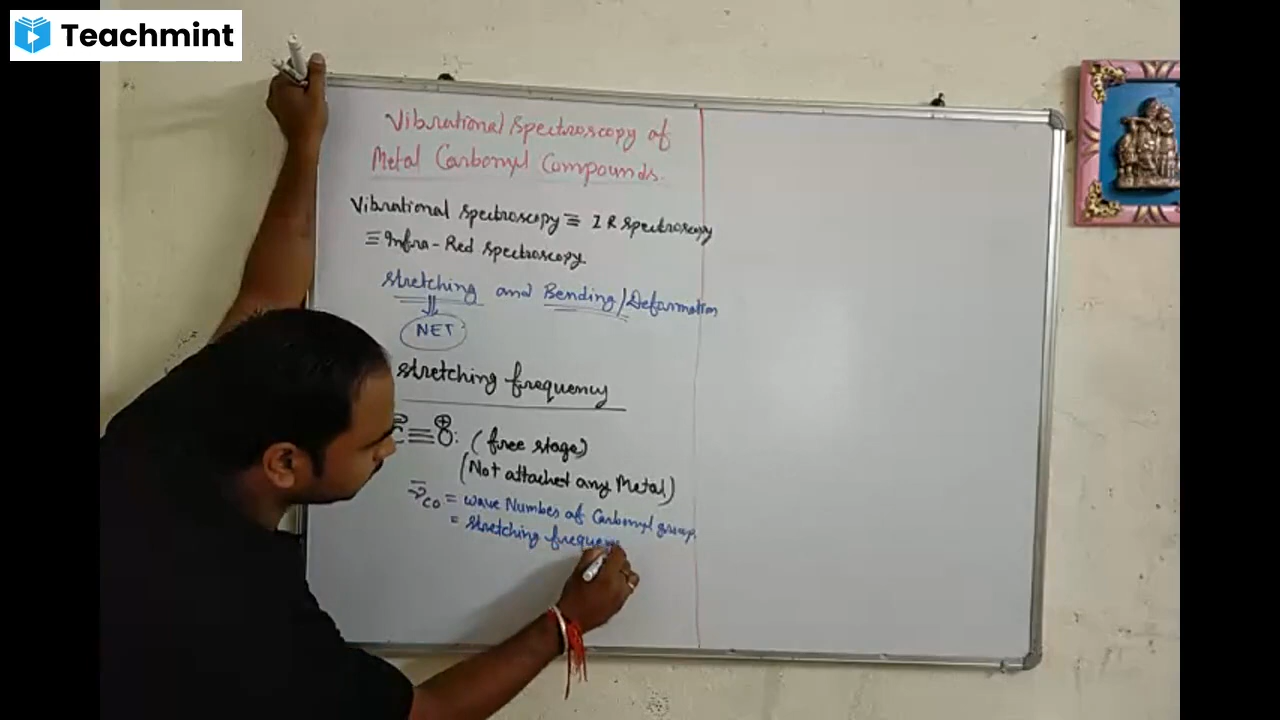 Teachmint
Vibrational Spectroscopy of
Metal Carbonyl Compounds.
Vibrational Spectroscopy ≡ IR Spectroscopy
≡ Infra-Red Spectroscopy
Stretching and Bending/Deformation
NET
stretching frequency
≡O: (free stage)
(Not attached any Metal)
ν̄CO = wave Number of Carbonyl group.
= stretching frequen